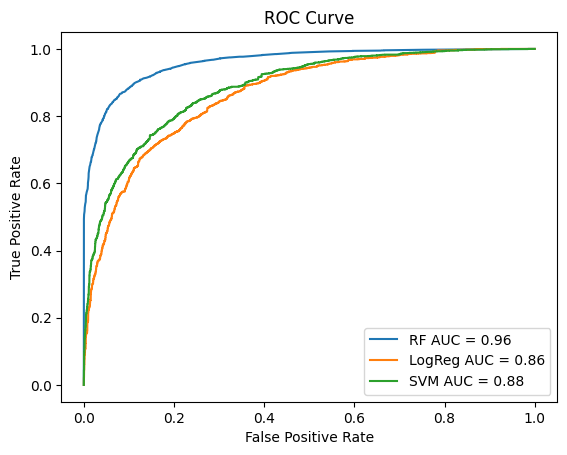 ROC Curve
True Positive Rate
1.0
0.8
0.6
0.4
0.2
0.0
RF AUC = 0.96
LogReg AUC = 0.86
SVM AUC = 0.88
0.0 0.2 0.4 0.6 0.8 1.0
False Positive Rate